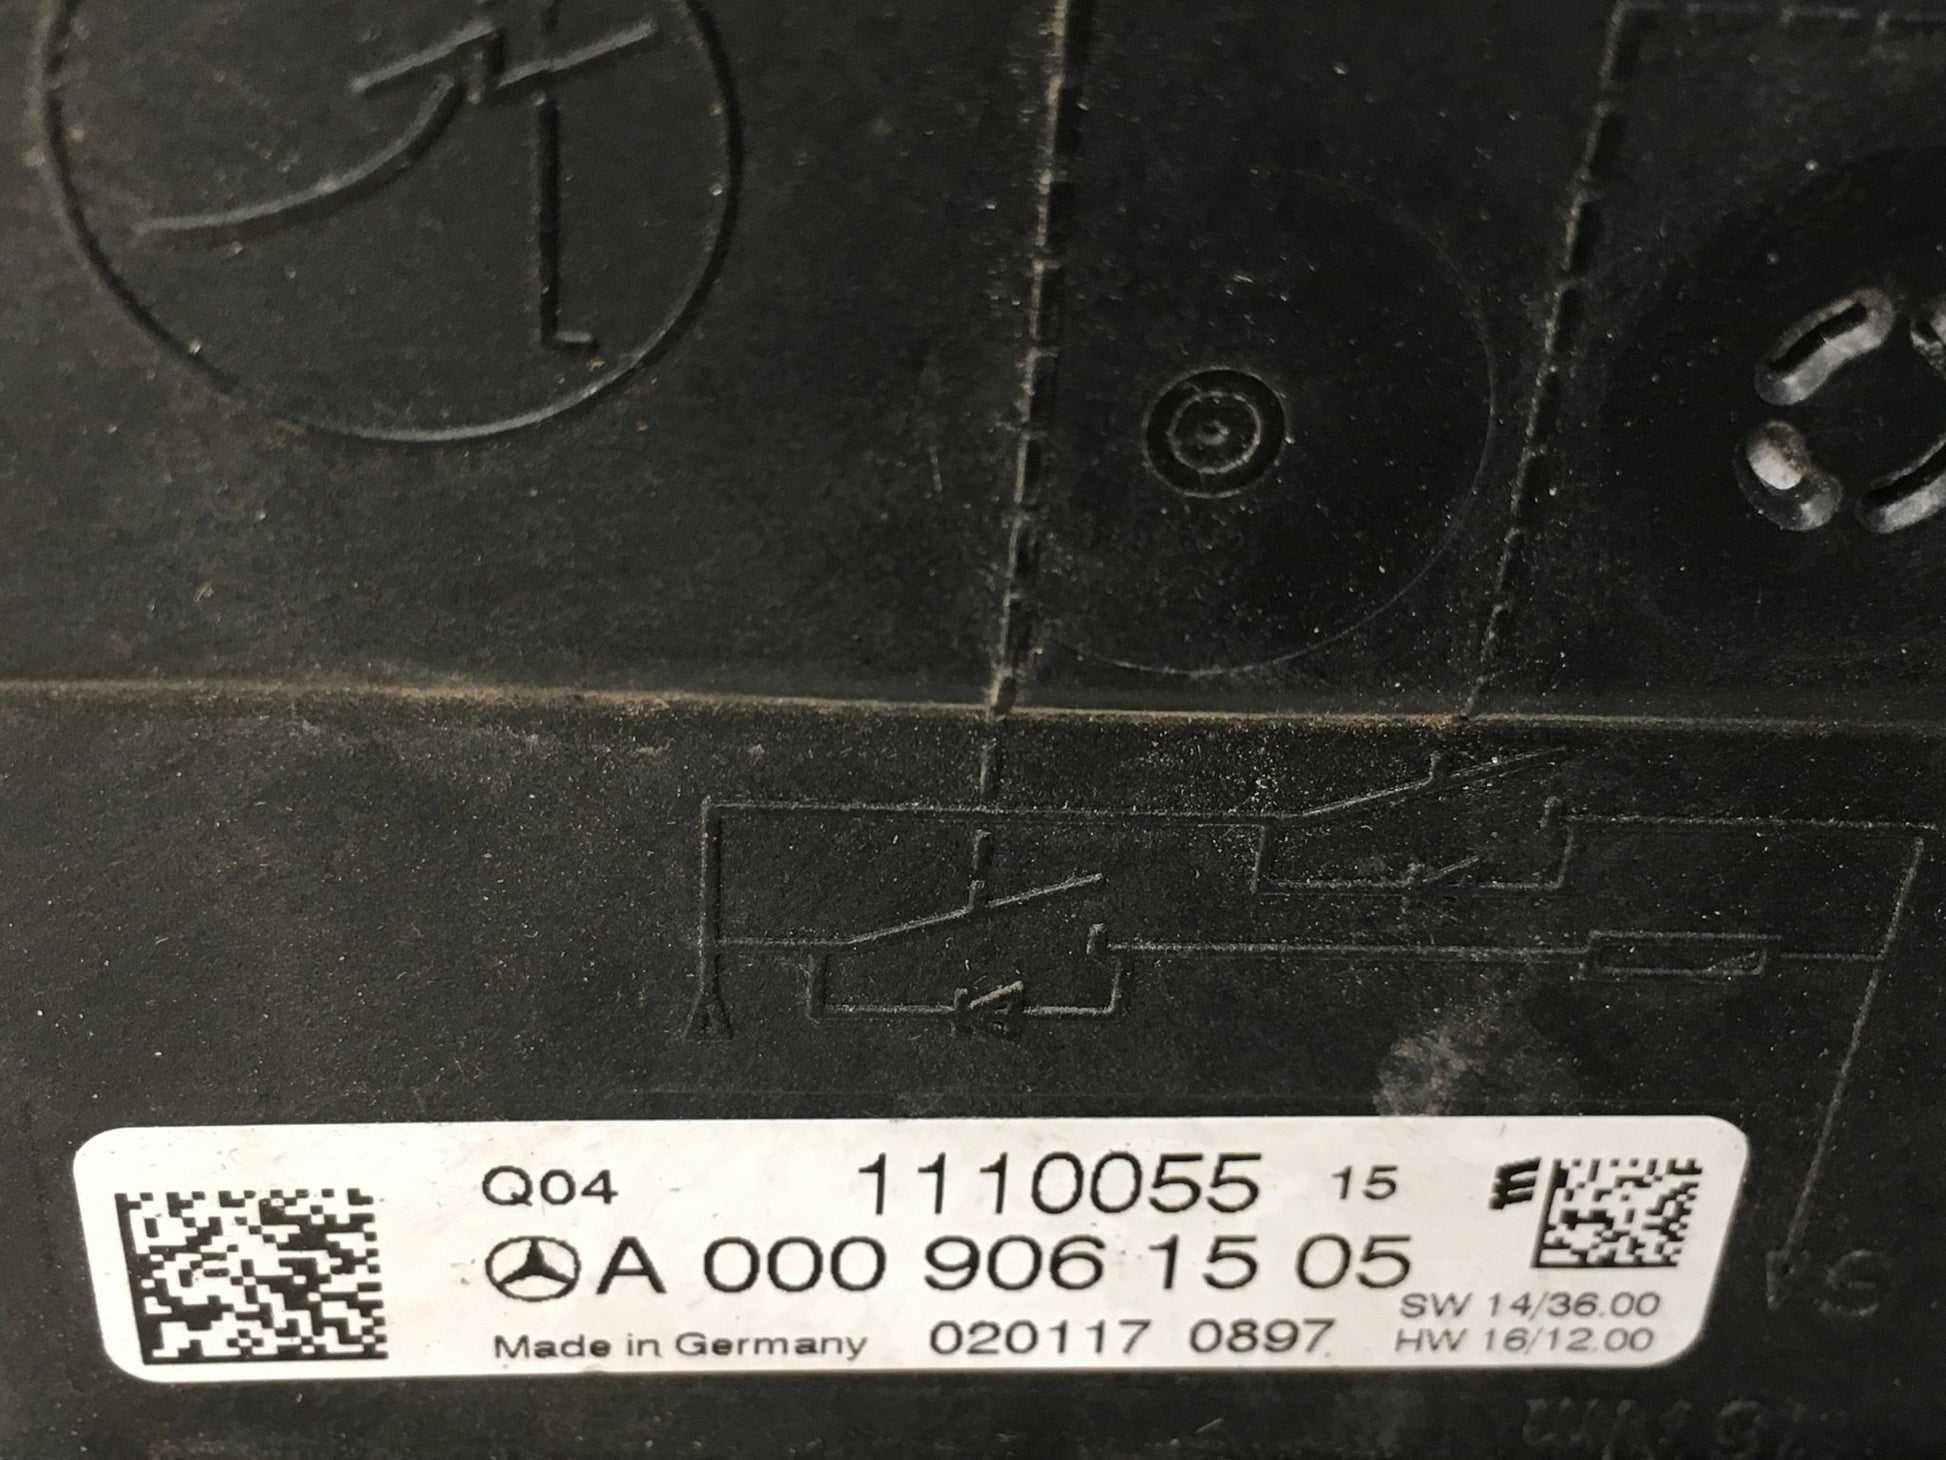 Q04 1110055 15
A 000 906 15 05
SW 14/36.00
Made in Germany 020117 0897 HW 16/12.00